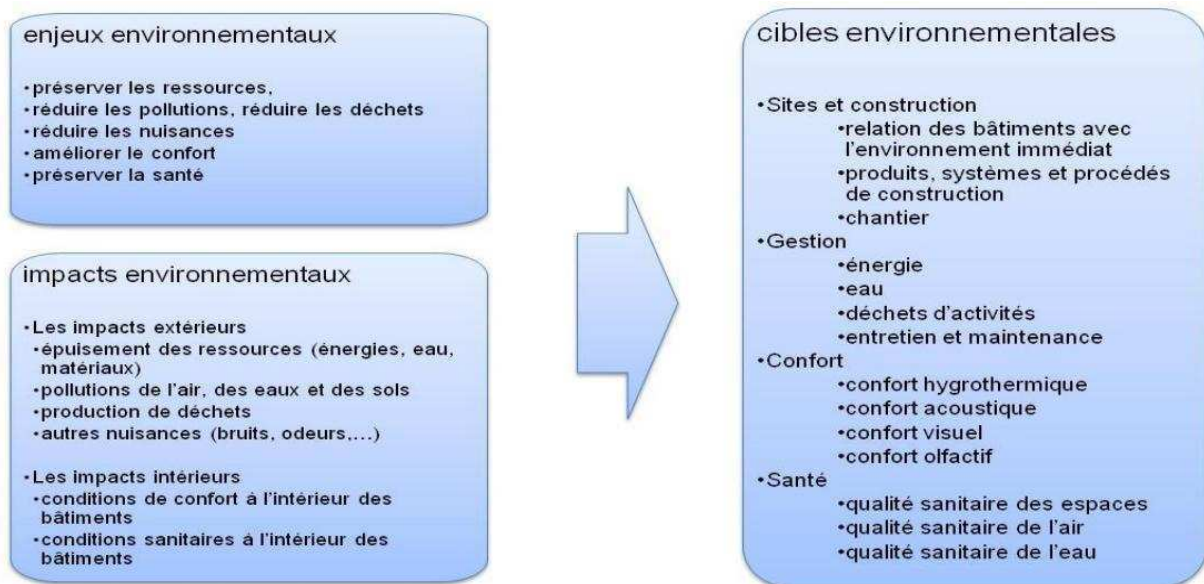 enjeux environnementaux
•préserver les ressources,
•réduire les pollutions, réduire les déchets
•réduire les nuisances
•améliorer le confort
•préserver la santé
impacts environnementaux
•Les impacts extérieurs
•épuisement des ressources (énergies, eau,
matériaux)
•pollutions de l'air, des eaux et des sols
•production de déchets
•autres nuisances (bruits, odeurs,...)
•Les impacts intérieurs
•conditions de confort á l'intérieur des
bâtiments
•conditions sanitaires á l'intérieur des
bâtiments
cibles environnementales
•Sites et construction
•relation des bâtiments avec
l'environnement immédiat
•produits, systèmes et procédés
de construction
•chantier
•Gestion
•énergie
•eau
•déchets d'activités
•entretien et maintenance
•Confort
•confort hygrothermique
•confort acoustique
•confort visuel
•confort olfactif
•Santé
•qualité sanitaire des espaces
•qualité sanitaire de l'air
•qualité sanitaire de l'eau